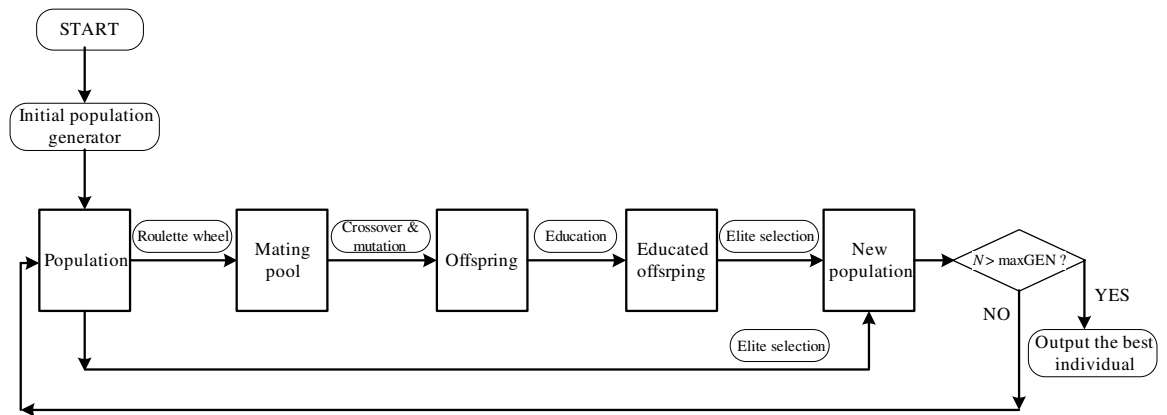 START
Initial population
generator
Population
Roulette wheel
Mating
pool
Crossover &
mutation
Offspring
Education
Educated
offsrping
Elite selection
New
population
N > maxGEN ?
YES
NO
Elite selection
Output the best
individual